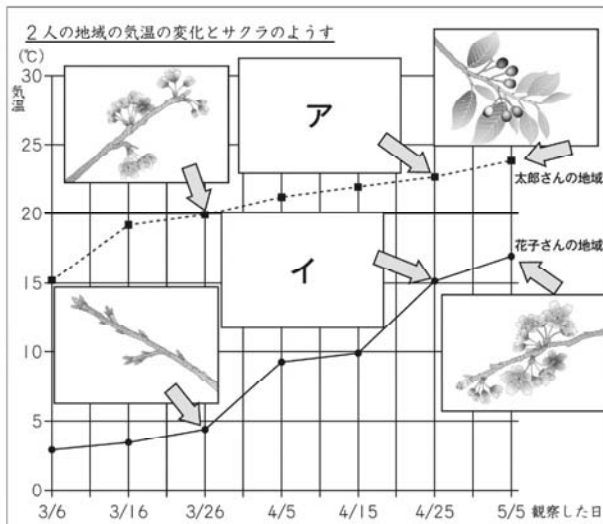 2人の地域の気温の変化とサクラのようす
(℃)
気温
30
25
20
15
10
5
0
ア
イ
太郎さんの地域
花子さんの地域
3/6 3/16 3/26 4/5 4/15 4/25 5/5 観察した日